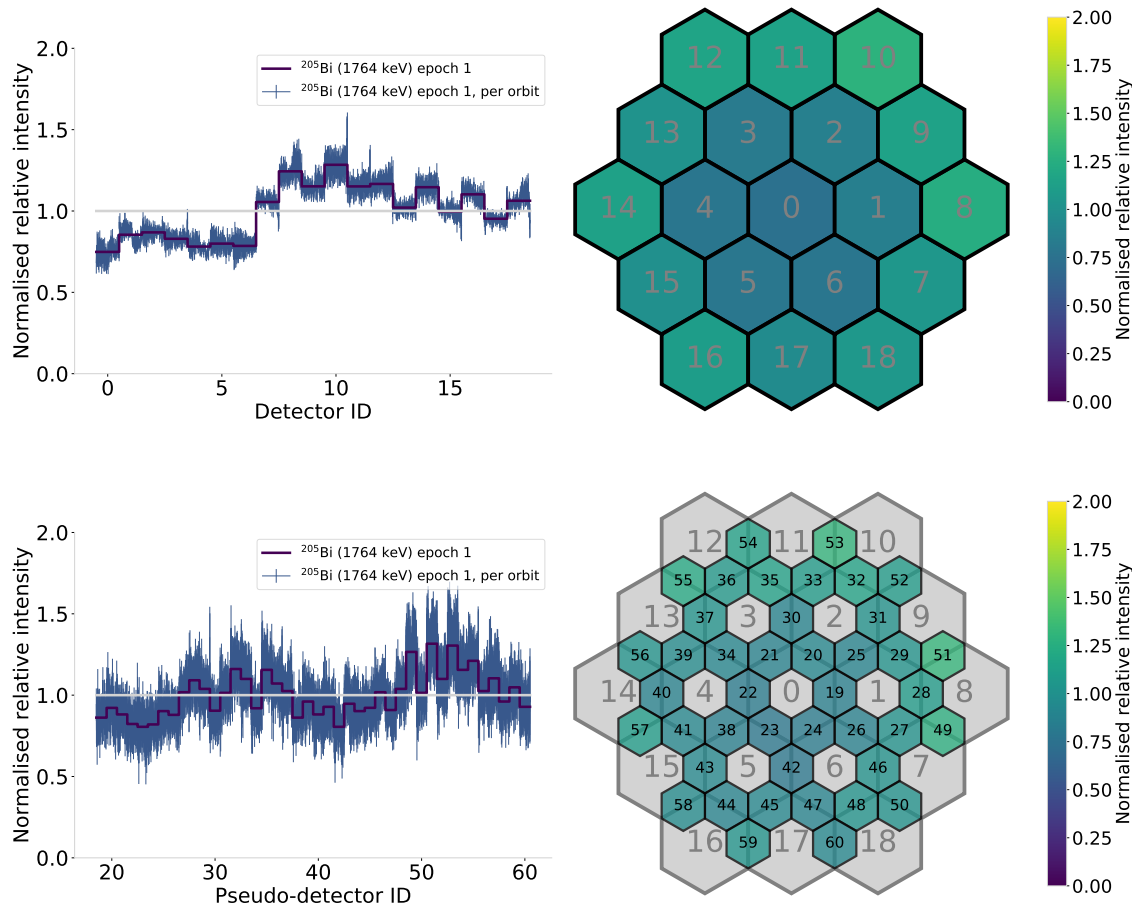 2.0
1.5
1.0
0.5
0.0
0
5
10
15
Normalised relative intensity
Detector ID
²⁰⁵Bi (1764 keV) epoch 1
²⁰⁵Bi (1764 keV) epoch 1, per orbit
12 11 10
13 3 2 9
14 4 0 1 8
15 5 6 7
16 17 18
2.00
1.75
1.50
1.25
1.00
0.75
0.50
0.25
0.00
Normalised relative intensity
2.0
1.5
1.0
0.5
0.0
20
30
40
50
60
Normalised relative intensity
Pseudo-detector ID
²⁰⁵Bi (1764 keV) epoch 1
²⁰⁵Bi (1764 keV) epoch 1, per orbit
12 54 11 53 10
55 36 35 33 32 52
13 37 3 30 2 31 9
56 39 34 21 20 25 29 51
14 40 4 22 0 19 1 28 8
57 41 38 23 24 26 27 49
15 43 5 42 6 46 7
58 44 45 47 48 50
16 59 17 60 18
2.00
1.75
1.50
1.25
1.00
0.75
0.50
0.25
0.00
Normalised relative intensity